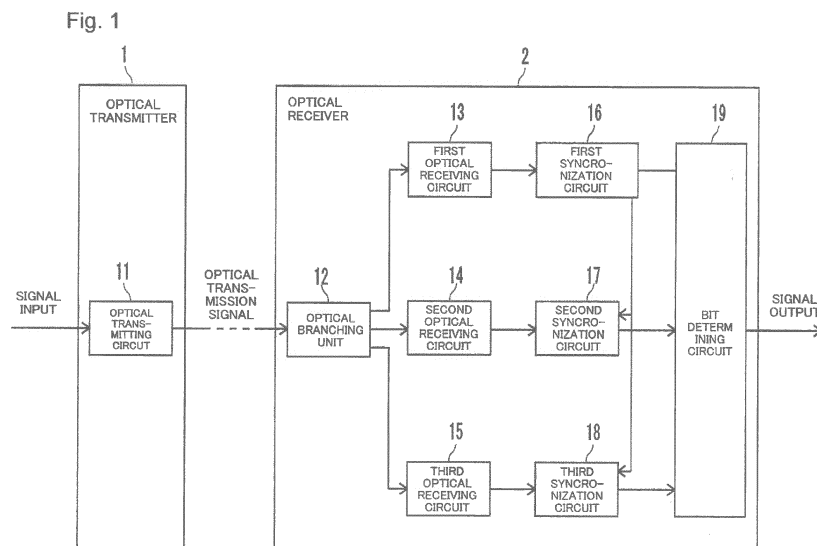 Fig. 1
1
2
OPTICAL
TRANSMITTER
OPTICAL
RECEIVER
13
16
19
FIRST
OPTICAL
RECEIVING
CIRCUIT
FIRST
SYNCRO-
NIZATION
CIRCUIT
SIGNAL
INPUT
11
OPTICAL
TRANS-
MITTING
CIRCUT
OPTICAL
TRANS-
MISSION
SIGNAL
12
OPTICAL
BRANCHING
UNIT
14
SECOND
OPTICAL
RECEIVING
CIRCUIT
17
SECOND
SYNCRO-
NIZATION
CIRCUIT
BIT
DETERM
INING
CIRCUIT
SIGNAL
OUTPUT
15
THIRD
OPTICAL
RECEIVING
CIRCUIT
18
THIRD
SYNCRO-
NIZATION
CIRCUIT